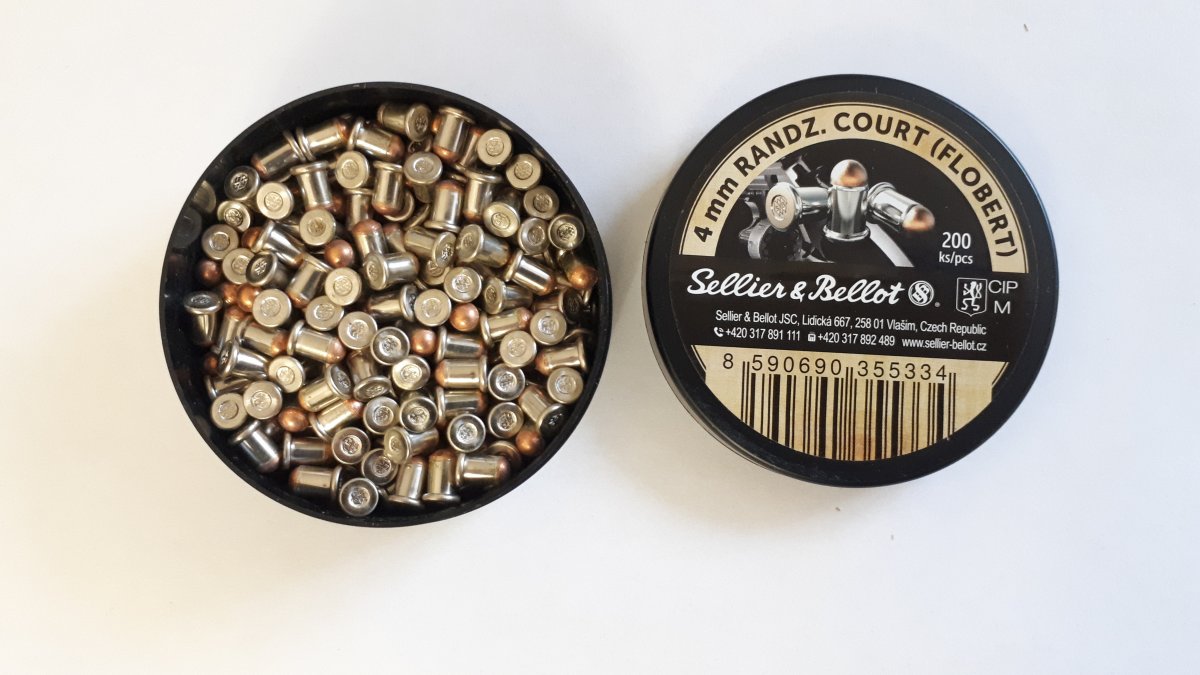 4 mm RANDZ. COURT (FLOBERT)
200
ks/pcs
Sellier & Bellot
CIP
M
Sellier & Bellot JSC, Lidická 667, 258 01 Vlašim, Czech Republic
+420 317 891 111 +420 317 892 489 www.sellier-bellot.cz
8 590690 355334